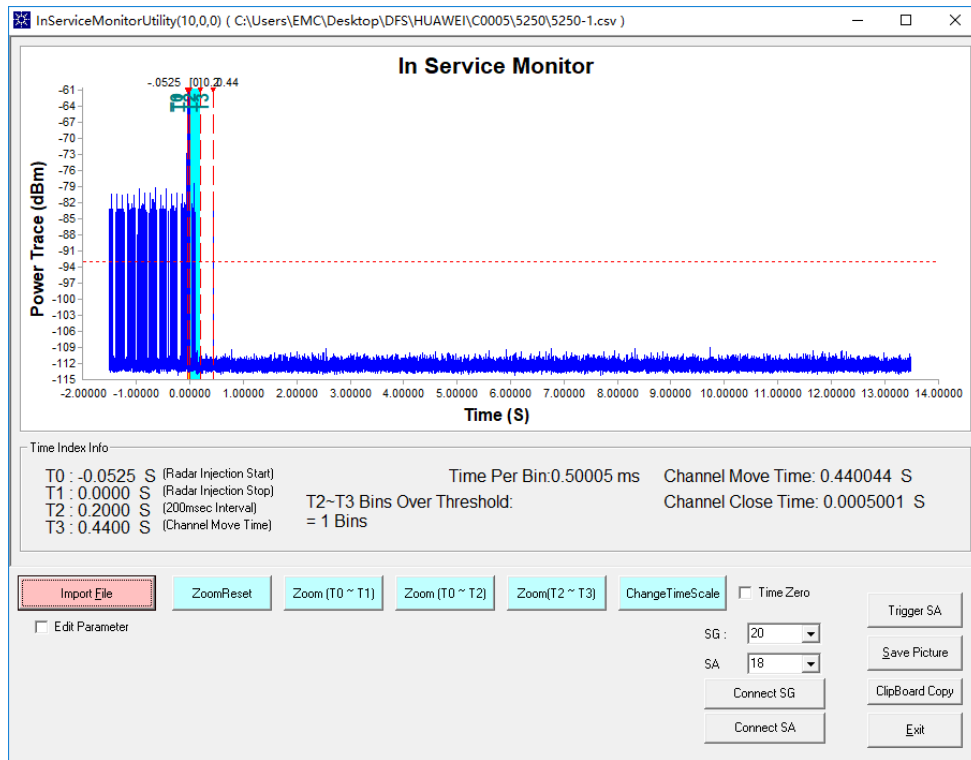 InServiceMonitorUtility(10,0,0) ( C:\Users\EMC\Desktop\DFS\HUAWEI\C0005\5250\5250-1.csv )
In Service Monitor
-.0525
0.44
T0
T3
-61
-64
-67
-70
-73
-76
-79
-82
-85
-88
-91
-94
-97
-100
-103
-106
-109
-112
-115
Power Trace (dBm)
-2.00000 -1.00000 0.00000 1.00000 2.00000 3.00000 4.00000 5.00000 6.00000 7.00000 8.00000 9.00000 10.00000 11.00000 12.00000 13.00000 14.00000
Time (S)
Time Index Info
T0 : -0.0525 S (Radar Injection Start)
T1 : 0.0000 S (Radar Injection Stop)
T2 : 0.2000 S (200msec Interval)
T3 : 0.4400 S (Channel Move Time)
Time Per Bin:0.50005 ms
T2~T3 Bins Over Threshold:
= 1 Bins
Channel Move Time: 0.440044 S
Channel Close Time: 0.0005001 S
Import File
ZoomReset
Zoom (T0 ~ T1)
Zoom (T0 ~ T2)
Zoom(T2 ~ T3)
ChangeTimeScale
Time Zero
Edit Parameter
SG : 20
SA 18
Connect SG
Connect SA
Trigger SA
Save Picture
ClipBoard Copy
Exit